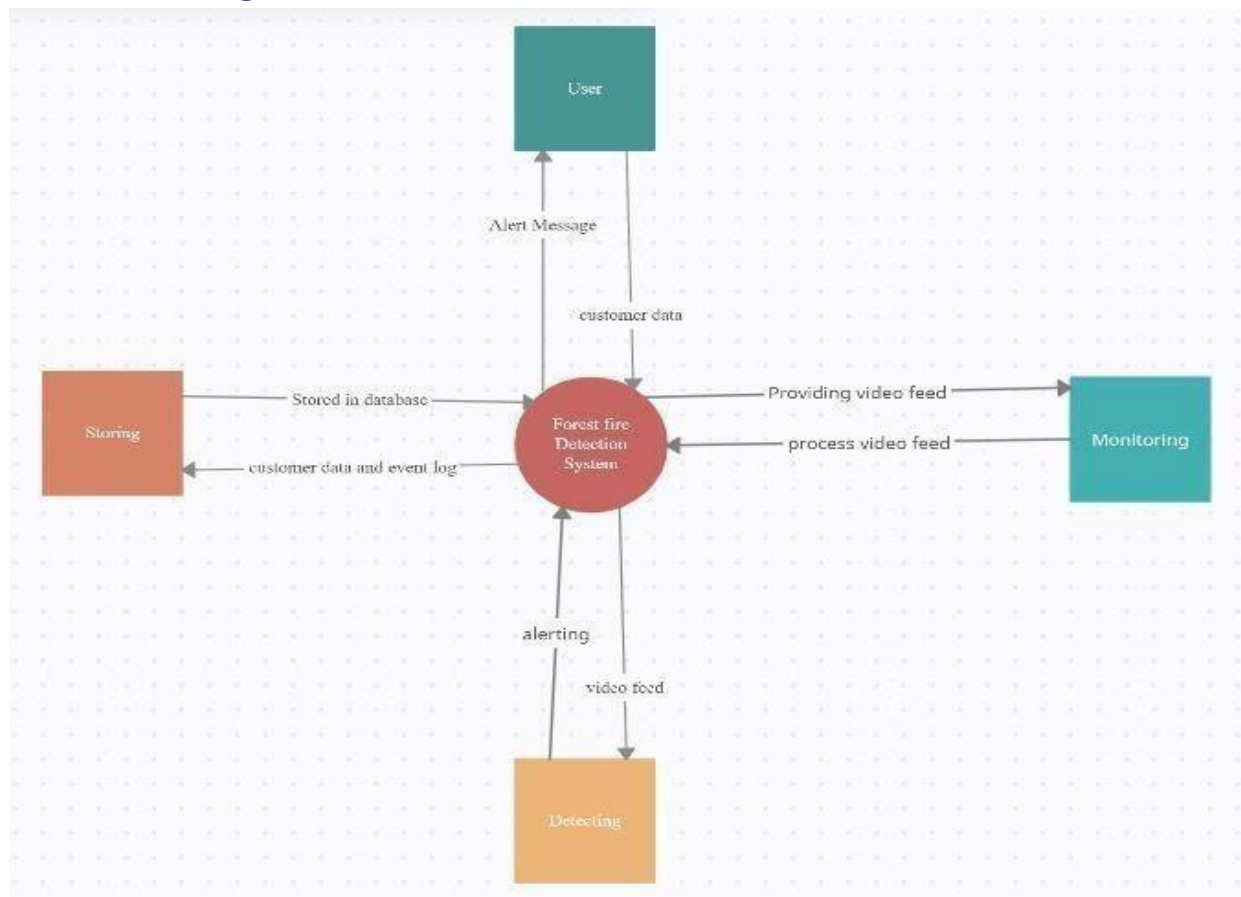 User
Alert Message
customer data
Stored in database
Providing video feed
Storing
Forest fire
Detection
System
process video feed
Monitoring
customer data and event log
alerting
video feed
Detecting